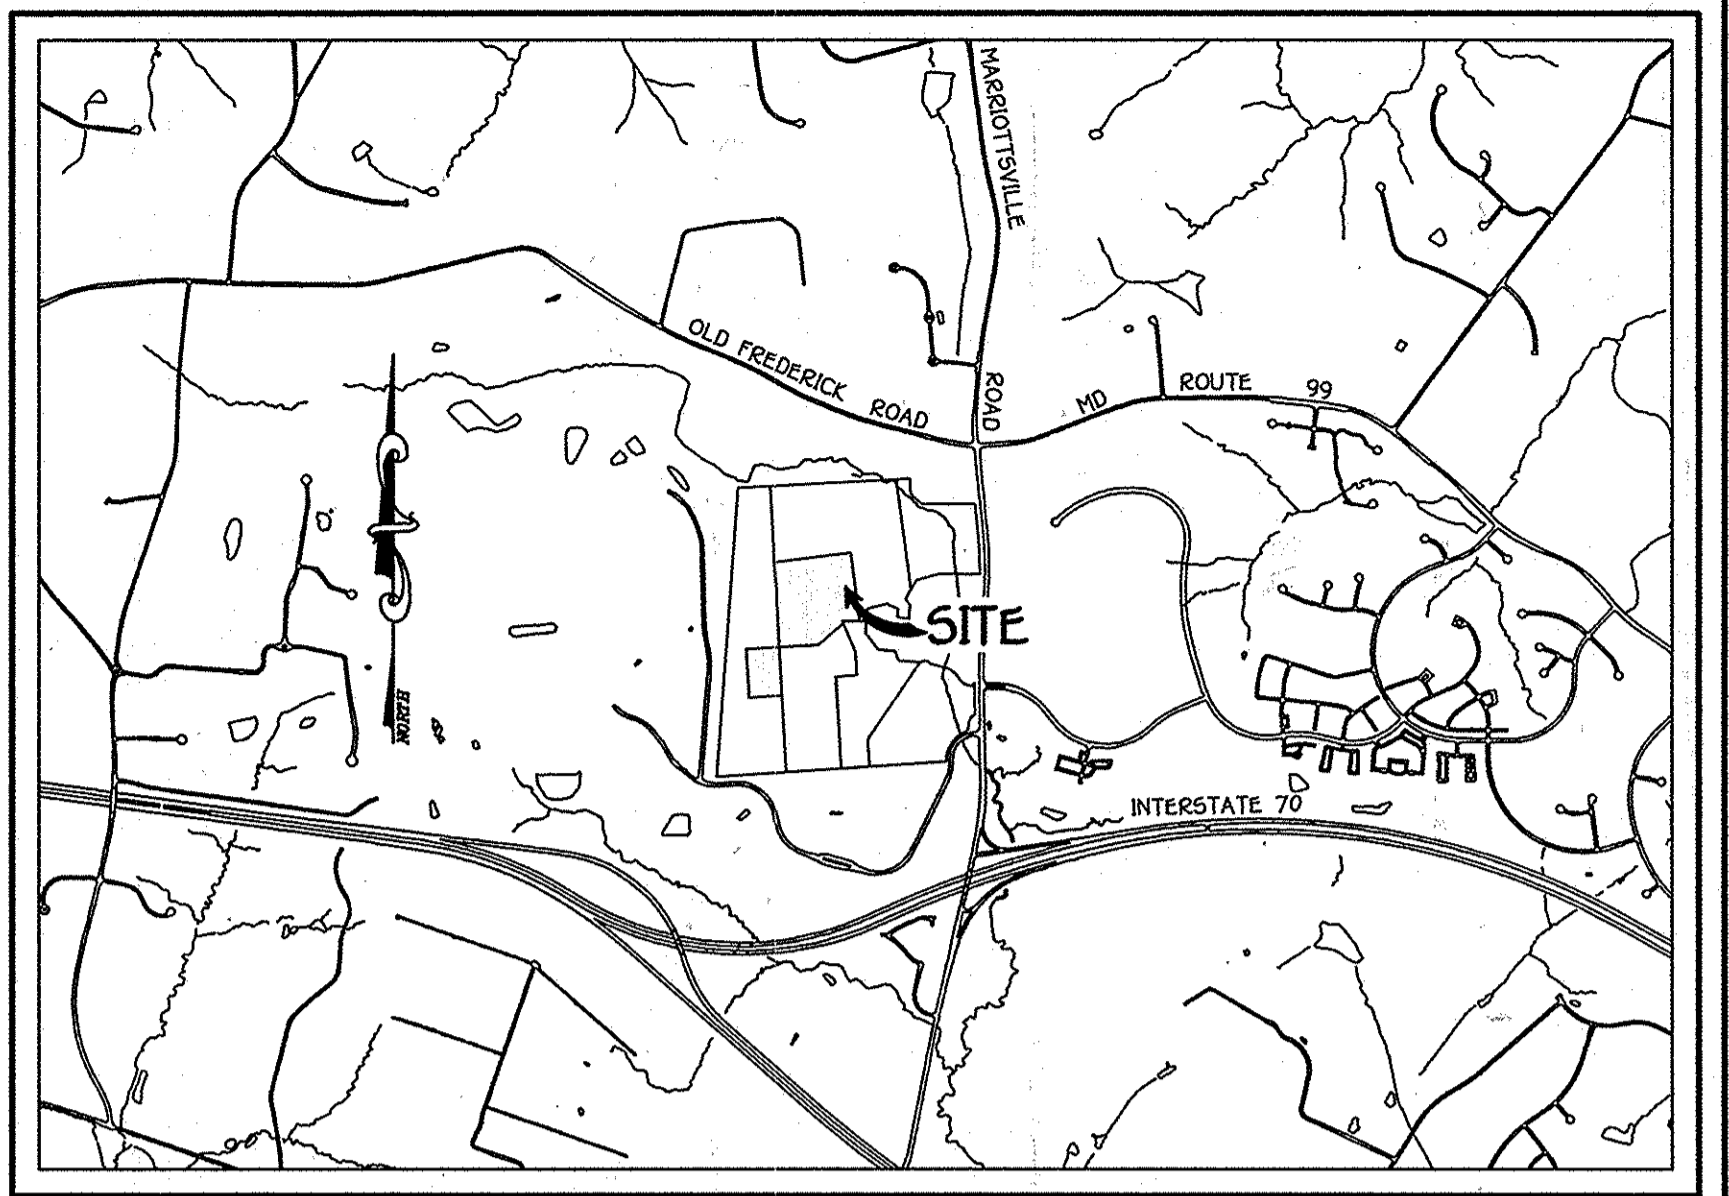 MARRIOTTSVILLE
ROAD
OLD FREDERICK ROAD
MD ROUTE 99
SITE
NORTH
INTERSTATE 70